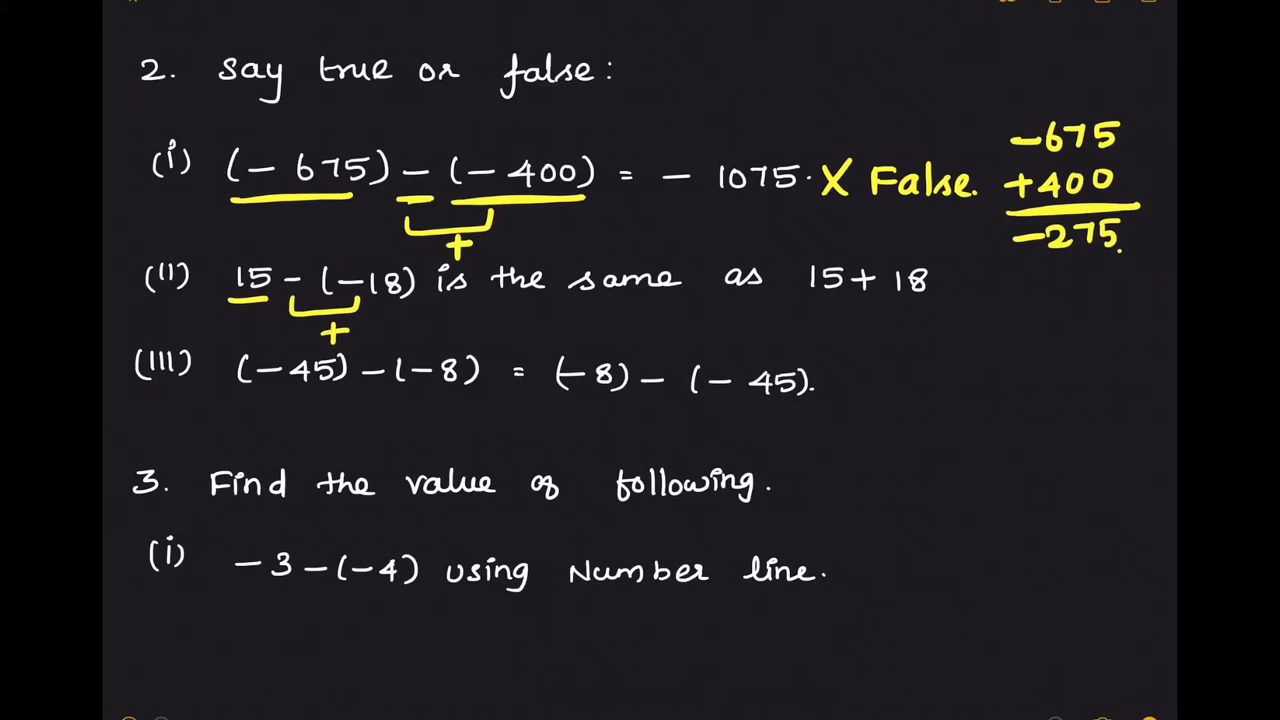 2. Say true or false:
(i) (- 675) - (- 400) = - 1075. X False.
-675
+400
-275.
+
(ii) 15 - (-18) is the same as 15 + 18
+
(iii) (-45) - (-8) = (-8) - (- 45).
3. Find the value of following.
(i) -3 - (-4) using Number line.